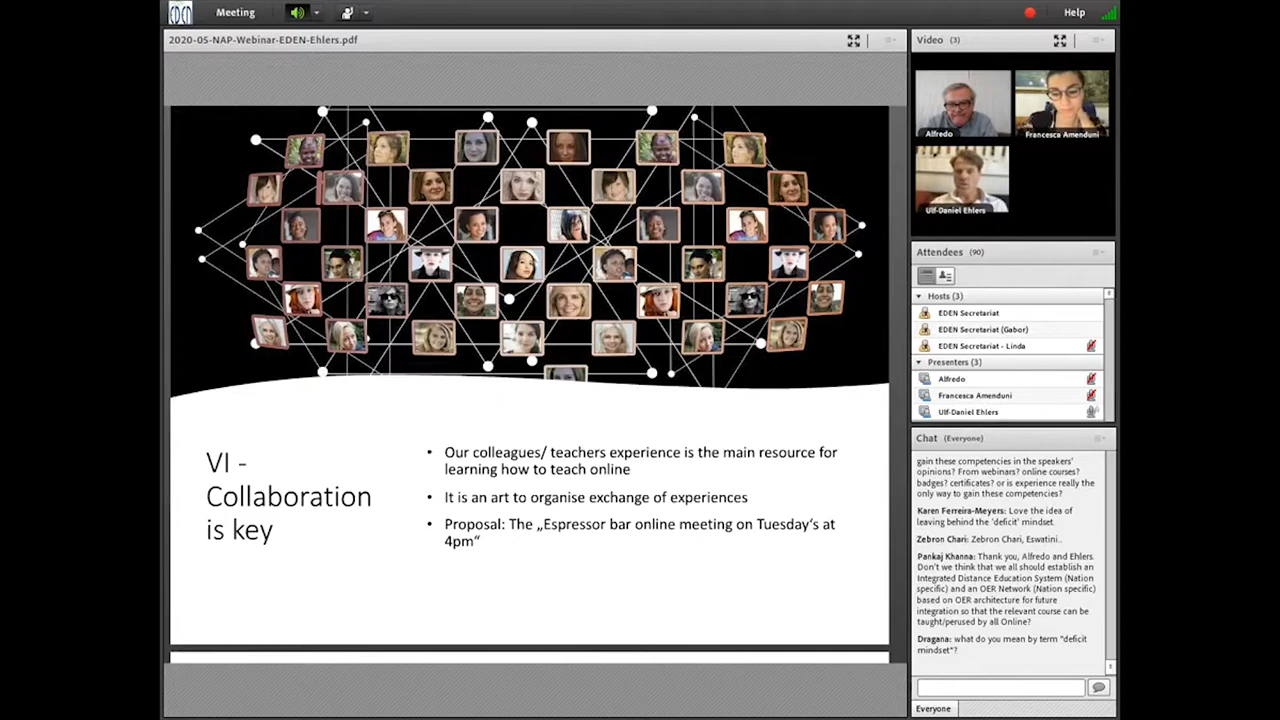 EDEN
Meeting
Help
2020-05-NAP-Webinar-EDEN-Ehlers.pdf
VI -
Collaboration
is key
• Our colleagues/ teachers experience is the main resource for
learning how to teach online
• It is an art to organise exchange of experiences
• Proposal: The „Espressor bar online meeting on Tuesday‘s at
4pm“
Video (3)
Alfredo
Francesca Amenduni
Ulf-Daniel Ehlers
Attendees (90)
Hosts (3)
EDEN Secretariat
EDEN Secretariat (Gabor)
EDEN Secretariat - Linda
Presenters (3)
Alfredo
Francesca Amenduni
Ulf-Daniel Ehlers
Chat (Everyone)
gain these competencies in the speakers'
opinions? From webinars? online courses?
badges? certificates? or is experience really the
only way to gain these competencies?
Karen Ferreira-Meyers: Love the idea of
leaving behind the 'deficit' mindset.
Zebron Chari: Zebron Chari, Eswatini..
Pankaj Khanna: Thank you, Alfredo and Ehlers.
Don't we think that we all should establish an
Integrated Distance Education System (Nation
specific) and an OER Network (Nation specific)
based on OER architecture for future
integration so that the relevant course can be
taught/perused by all Online?
Dragana: what do you mean by term "deficit
mindset"?
Everyone